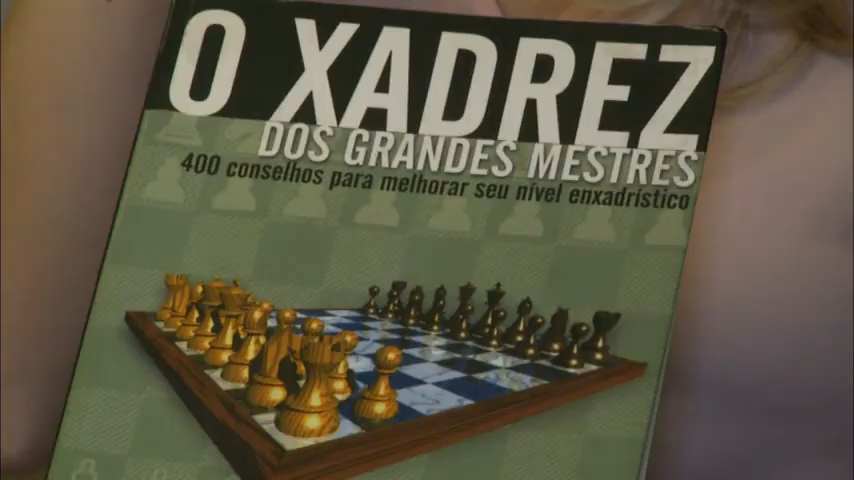 O XADREZ
DOS GRANDES MESTRES
400 conselhos para melhorar seu nível enxadrístico